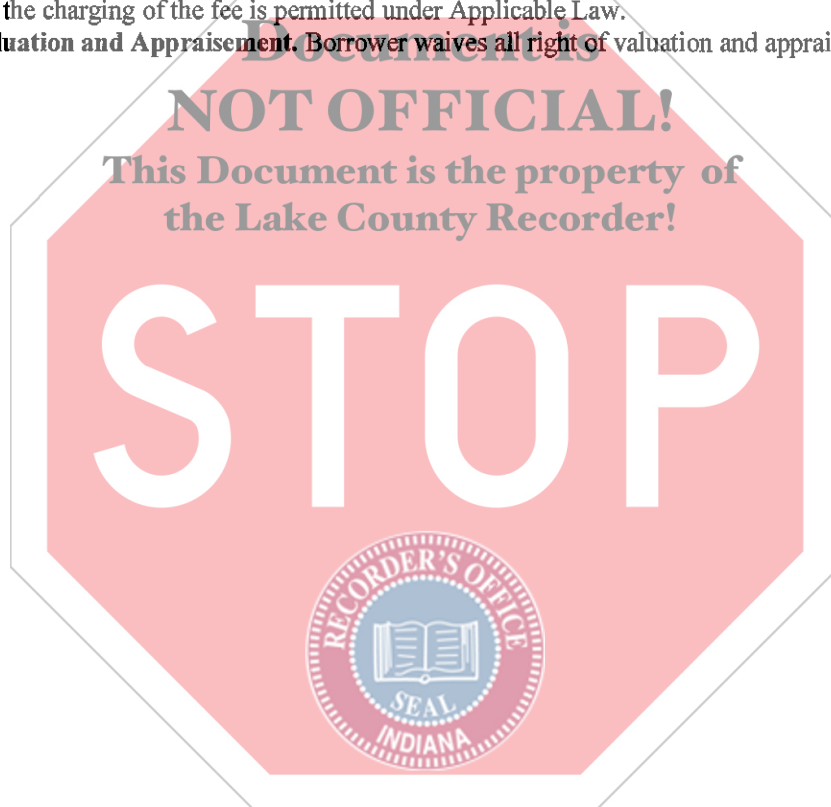 the charging of the fee is permitted under Applicable Law.
luation and Appraisement. Borrower waives all right of valuation and apprai
Document is
NOT OFFICIAL!
This Document is the property of
the Lake County Recorder!
STOP
RECORDER'S OFFICE
SEAL
INDIANA